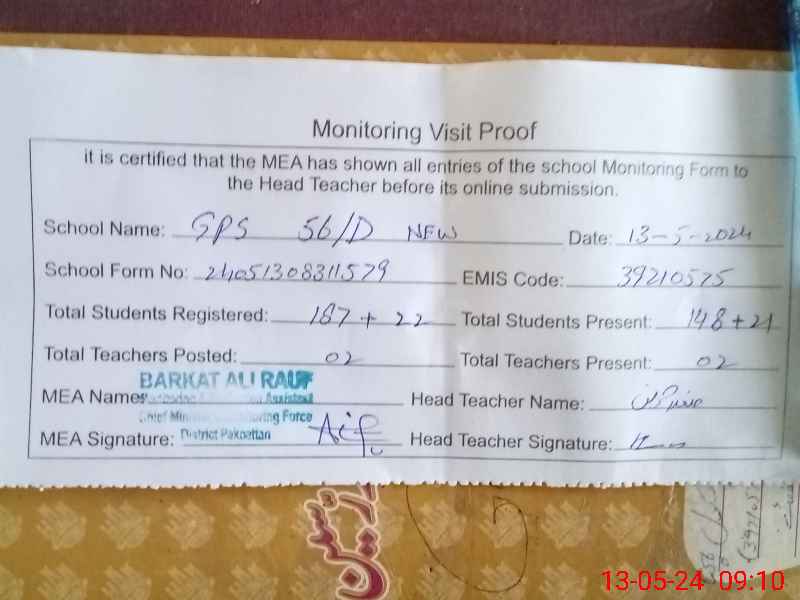 Monitoring Visit Proof
it is certified that the MEA has shown all entries of the school Monitoring Form to
the Head Teacher before its online submission.
School Name: GPS 56/D NEW Date: 13-5-2024
School Form No: 24051308311579 EMIS Code: 39210575
Total Students Registered: 187 + 22 Total Students Present: 148 + 21
Total Teachers Posted: 02 Total Teachers Present: 02
BARKAT ALI RAUF
MEA Name Assistant Head Teacher Name:
Chief Force
MEA Signature: District Pakpattan Head Teacher Signature:
13-05-24 09:10